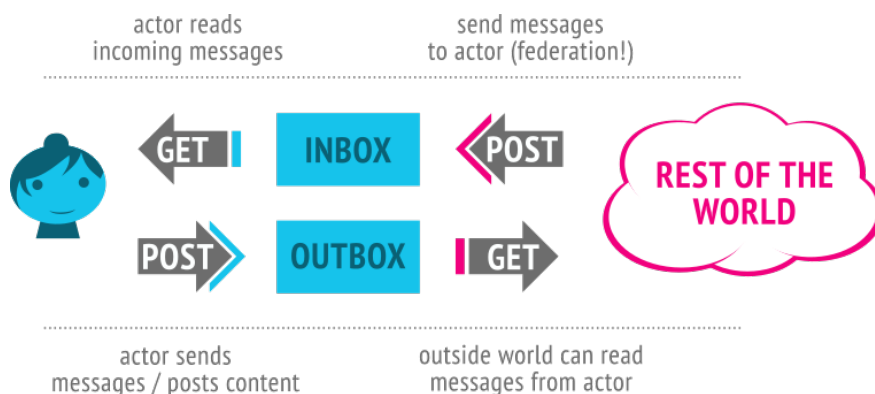 actor reads
incoming messages
send messages
to actor (federation!)
GET
INBOX
POST
REST OF THE
WORLD
POST
OUTBOX
GET
actor sends
messages / posts content
outside world can read
messages from actor